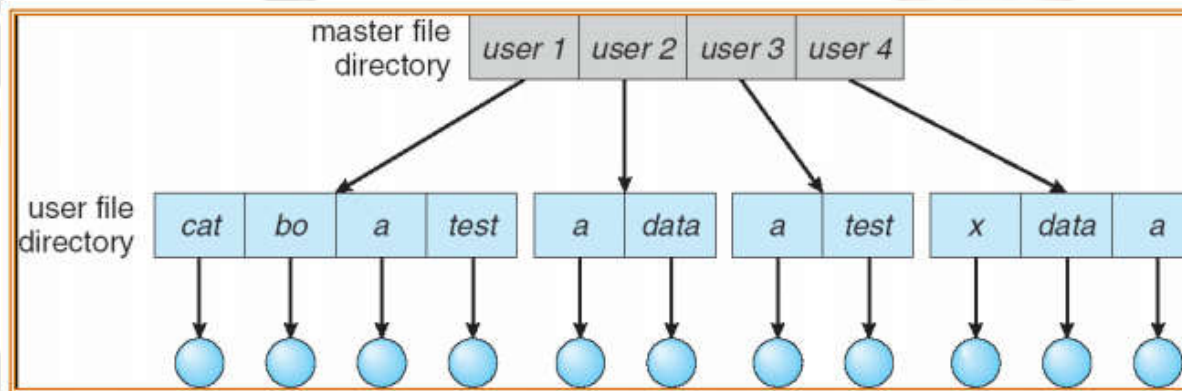 master file directory
user 1 user 2 user 3 user 4
user file directory
cat bo a test a data a test x data a